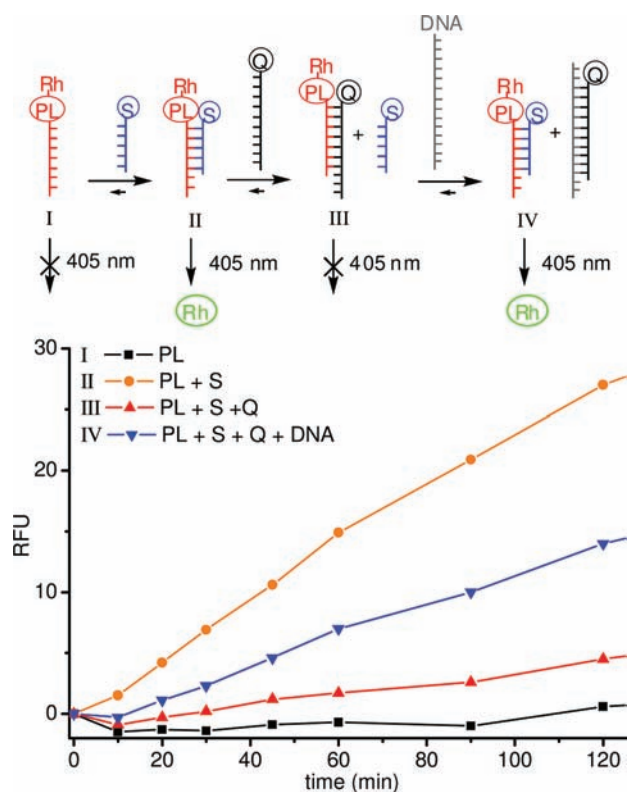 DNA
Rh
PL
S
Rh
PL
S
Q
Rh
PL
Q
+
S
Rh
PL
S
+
Q
I
II
III
IV
405 nm
405 nm
405 nm
405 nm
Rh
Rh
30
20
10
0
RFU
I PL
II PL + S
III PL + S +Q
IV PL + S + Q + DNA
0 20 40 60 80 100 120
time (min)